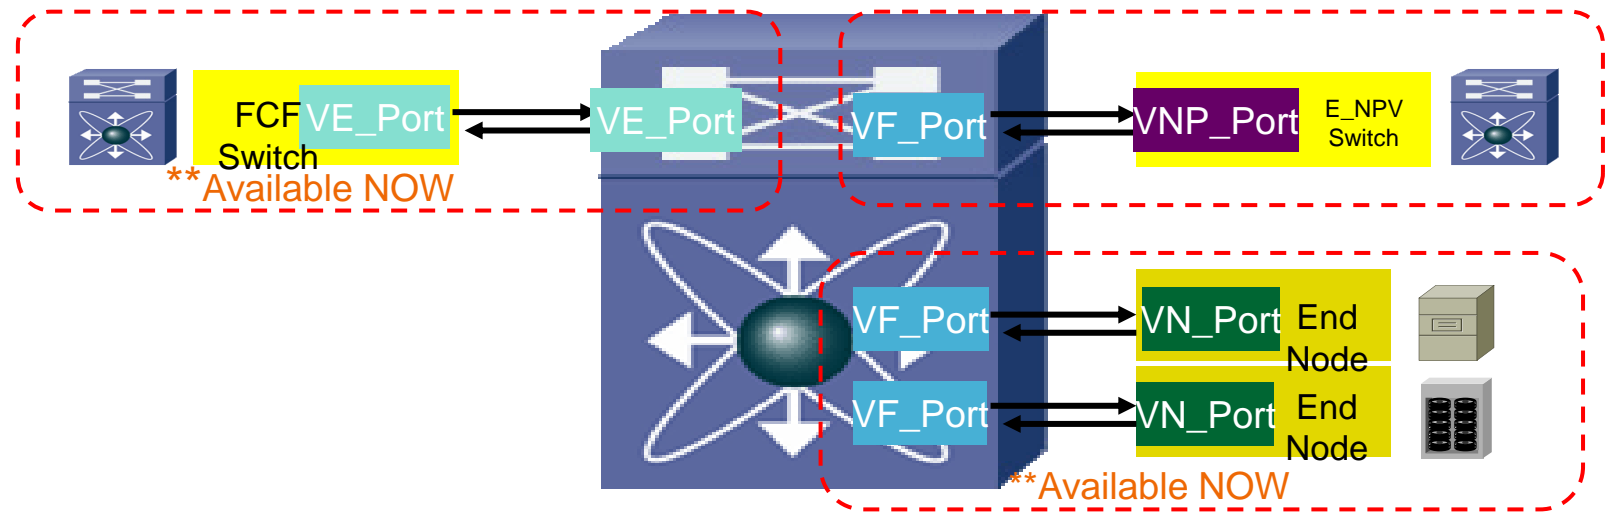 FCF
Switch
VE_Port
VE_Port
**Available NOW
VF_Port
VNP_Port
E_NPV
Switch
VF_Port
VN_Port
End
Node
VF_Port
VN_Port
End
Node
**Available NOW